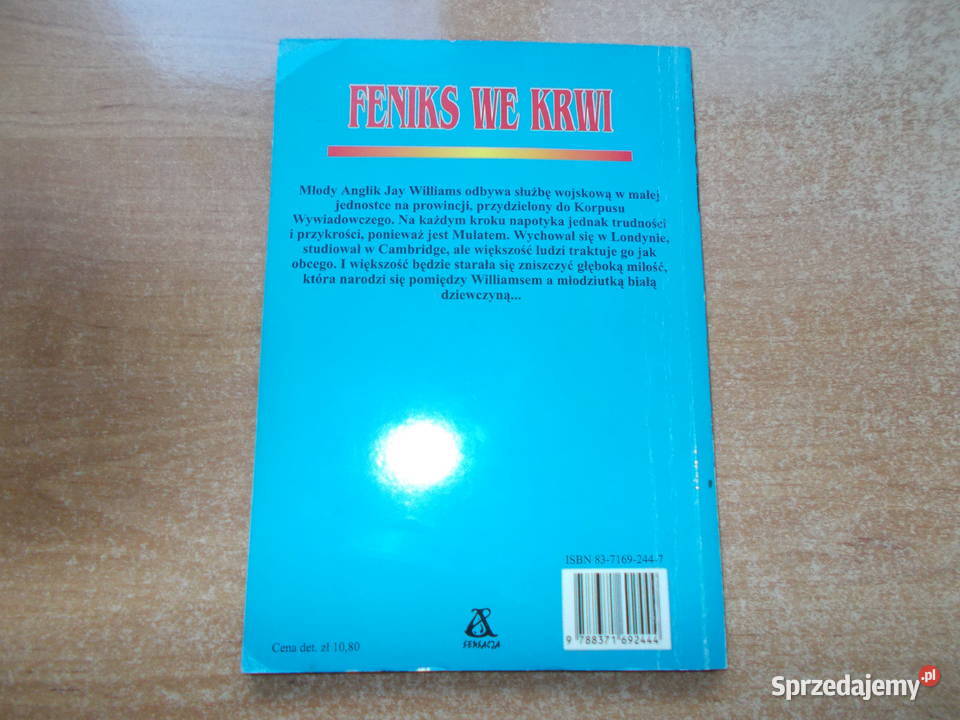 FENIKS WE KRWI
Młody Anglik Jay Williams odbywa służbę wojskową w małej
jednostce na prowincji, przydzielony do Korpusu
Wywiadowczego. Na każdym kroku napotyka jednak trudności
i przykrości, ponieważ jest Mulatem. Wychował się w Londynie,
studiował w Cambridge, ale większość ludzi traktuje go jak
obcego. I większość będzie starała się zniszczyć głęboką miłość,
która narodzi się pomiędzy Williamsem a młodziutką białą
dziewczyną...
ISBN 83-7169-244-7
9 788371 692444
SENSACJA
Cena det. zł 10,80
Sprzedajemy.pl